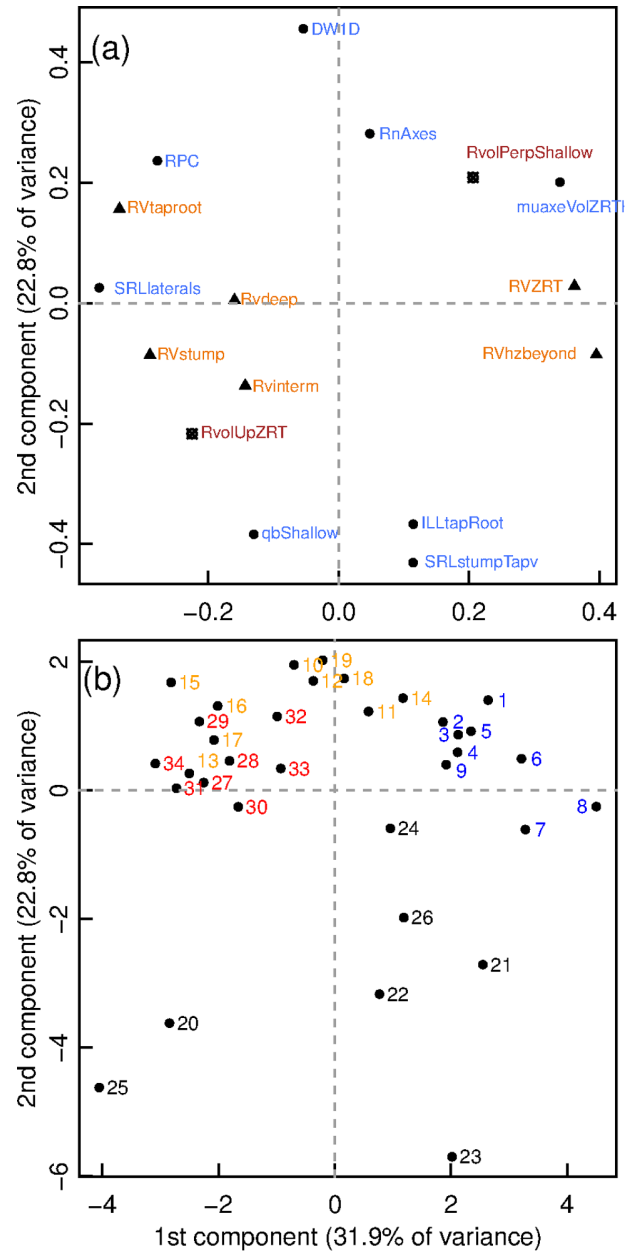 (a)
DW1D
RnAxes
RvolPerpShallow
RPC
muaxeVolZRTh
RVtaproot
SRLlaterals
Rvdeep
RVZRT
RVstump
RVhzbeyond
Rvinterm
RvolUpZRT
qbShallow
ILLtapRoot
SRLstumpTapv
2nd component (22.8% of variance)
0.4
0.2
0.0
−0.2
−0.4
−0.2
0.0
0.2
0.4
(b)
10
19
12
18
15
16
29
32
11
14
1
2
3
5
17
4
6
34
13
28
33
9
31
27
30
8
7
24
26
21
22
20
25
23
2nd component (22.8% of variance)
2
0
−2
−4
−6
−4
−2
0
2
4
1st component (31.9% of variance)